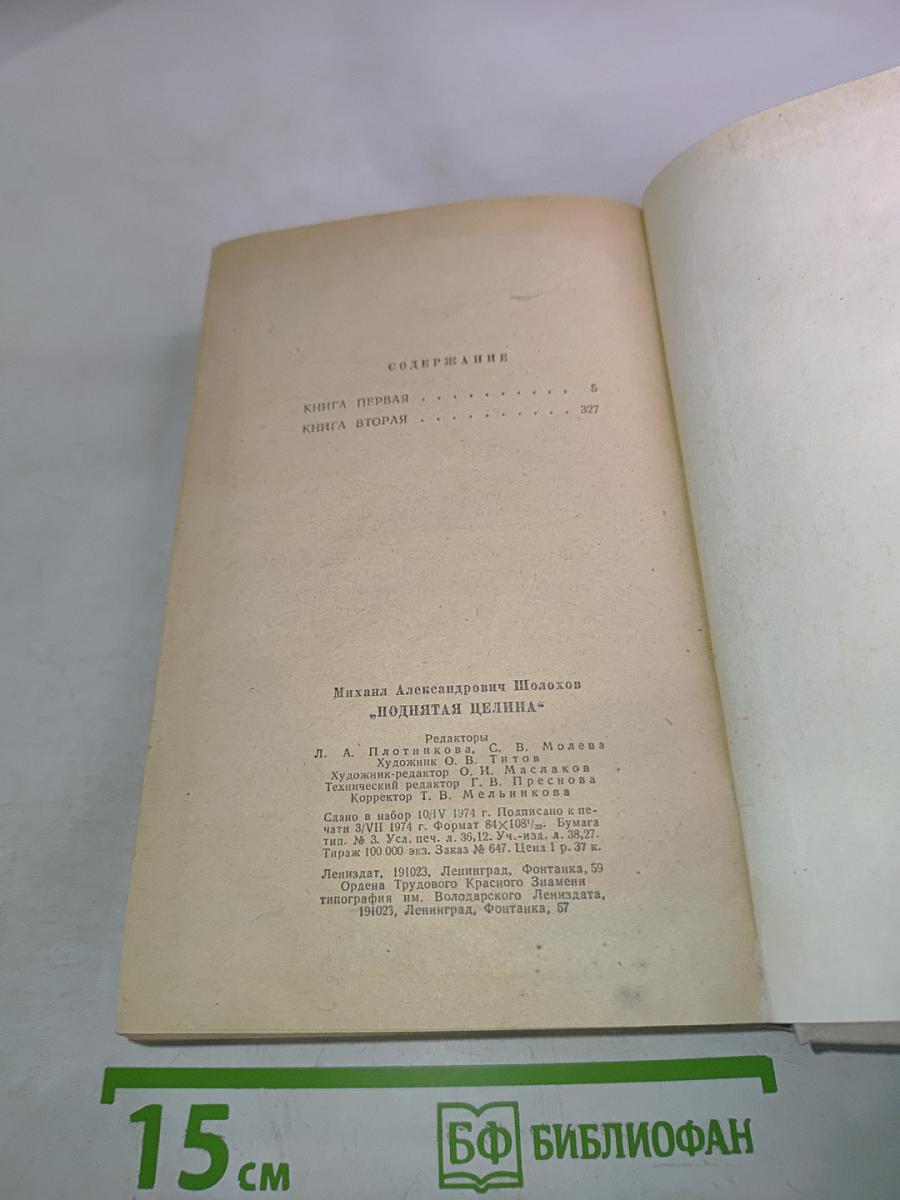 СОДЕРЖАНИЕ
КНИГА ПЕРВАЯ . . . . . . . . . . 5
КНИГА ВТОРАЯ . . . . . . . . . . 327
Михаил Александрович Шолохов
„ПОДНЯТАЯ ЦЕЛИНА“
Редакторы
Л. А. Плотникова, С. В. Молева
Художник О. В. Титов
Художник-редактор О. И. Маслаков
Технический редактор Г. В. Преснова
Корректор Т. В. Мельникова
Сдано в набор 10/IV 1974 г. Подписано к пе-
чати 3/VII 1974 г. Формат 84×108¹/₃₂. Бумага
тип. № 3. Усл. печ. л. 36,12. Уч.-изд. л. 38,27.
Тираж 100 000 экз. Заказ № 647. Цена 1 р. 37 к.
Лениздат, 191023, Ленинград, Фонтанка, 59
Ордена Трудового Красного Знамени
типография им. Володарского Лениздата,
191023, Ленинград, Фонтанка, 57
15 см
БФ БИБЛИОФАН